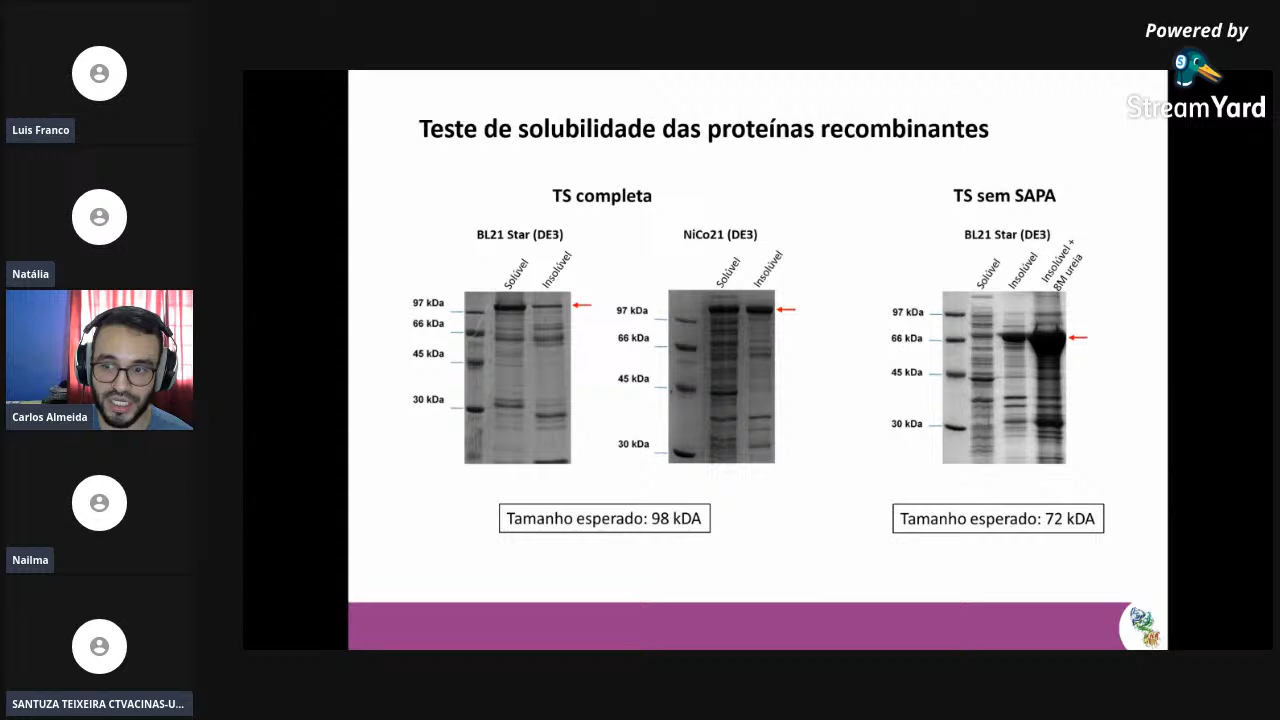 Powered by
StreamYard
Luis Franco
Natália
Carlos Almeida
Nailma
SANTUZA TEIXEIRA CTVACINAS-U...
Teste de solubilidade das proteínas recombinantes
TS completa
BL21 Star (DE3)
Solúvel
Insolúvel
97 kDa
66 kDa
45 kDa
30 kDa
NiCo21 (DE3)
Solúvel
Insolúvel
97 kDa
66 kDa
45 kDa
30 kDa
Tamanho esperado: 98 kDA
TS sem SAPA
BL21 Star (DE3)
Solúvel
Insolúvel
Insolúvel +
8M ureia
97 kDa
66 kDa
45 kDa
30 kDa
Tamanho esperado: 72 kDA